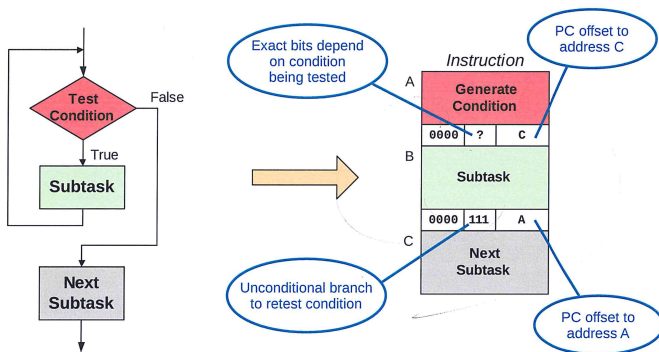 Test
Condition
False
True
Subtask
Next
Subtask
Exact bits depend
on condition
being tested
Instruction
PC offset to
address C
A
Generate
Condition
0000 ? C
B
Subtask
0000 111 A
C
Next
Subtask
Unconditional branch
to retest condition
PC offset to
address A